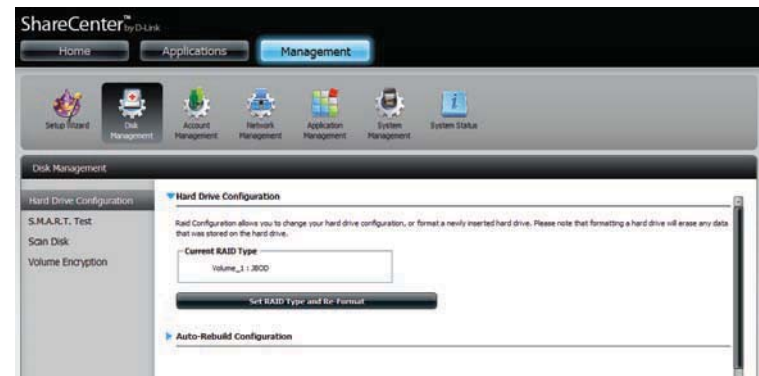 ShareCenter™ by D-Link
Home Applications Management
Setup Wizard Disk Management Account Management Network Management Application Management System Management System Status
Disk Management
Hard Drive Configuration
S.M.A.R.T. Test
Scan Disk
Volume Encryption
Hard Drive Configuration
Raid Configuration allows you to change your hard drive configuration, or format a newly inserted hard drive. Please note that formatting a hard drive will erase any data
that was stored on the hard drive.
Current RAID Type
Volume_1 : JBOD
Set RAID Type and Re-Format
Auto-Rebuild Configuration